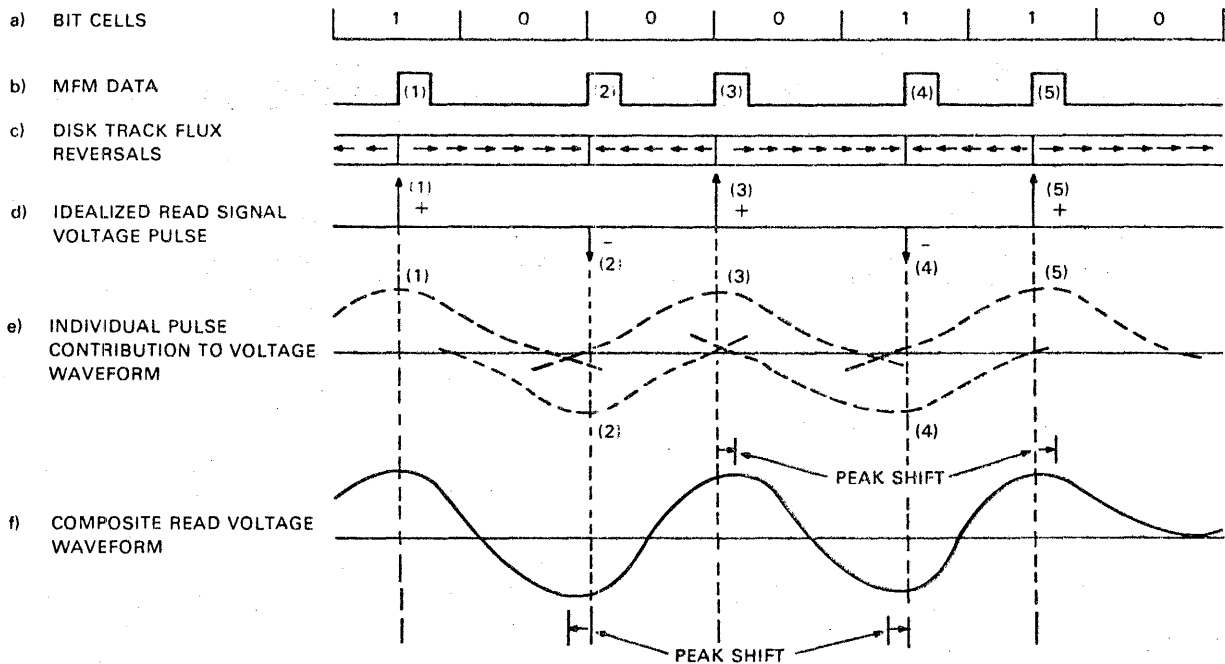 a) BIT CELLS 1 0 0 0 1 1 0
b) MFM DATA (1) (2) (3) (4) (5)
c) DISK TRACK FLUX
REVERSALS
(1) (3) (5)
+ + +
d) IDEALIZED READ SIGNAL
VOLTAGE PULSE
− −
(2) (4)
(1) (3) (5)
e) INDIVIDUAL PULSE
CONTRIBUTION TO VOLTAGE
WAVEFORM
(2) (4)
PEAK SHIFT
f) COMPOSITE READ VOLTAGE
WAVEFORM
PEAK SHIFT